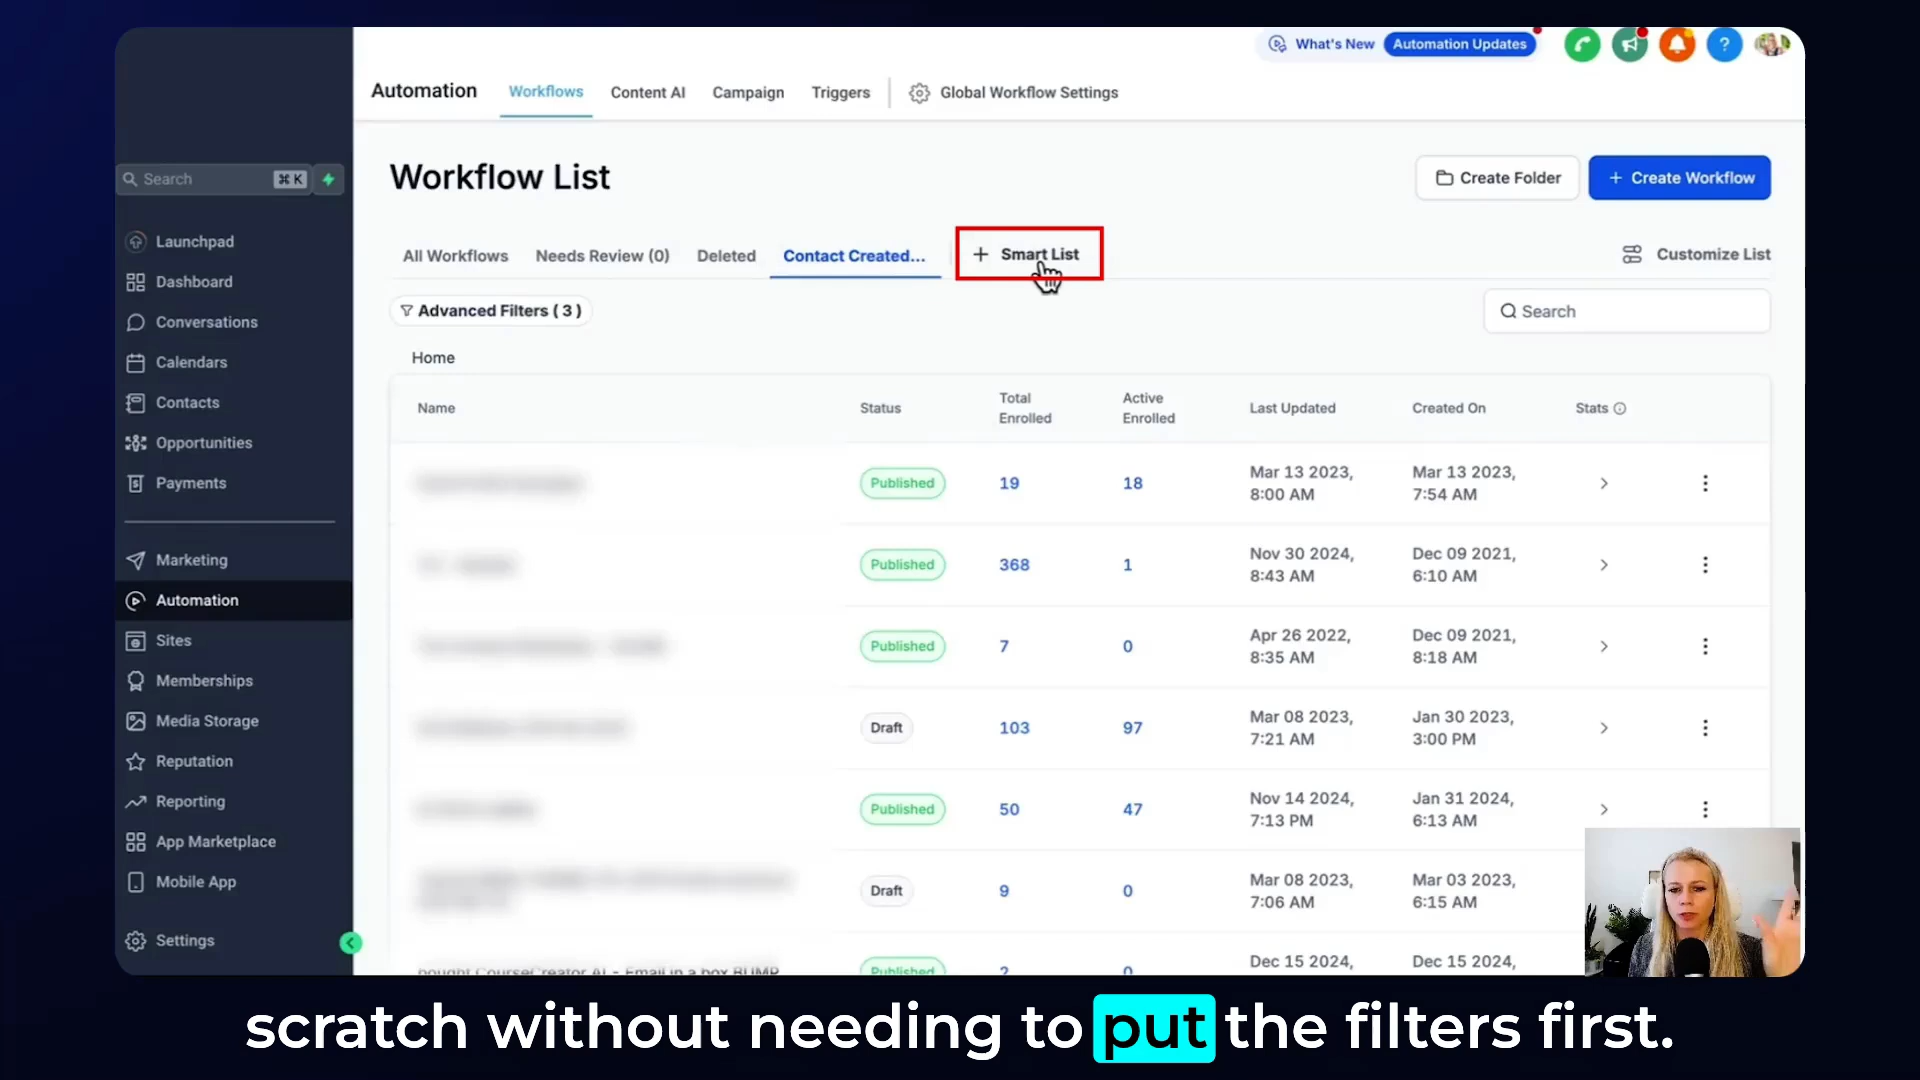 What's New
Automation Updates
?
Automation
Workflows
Content AI
Campaign
Triggers
Global Workflow Settings
Search
⌘ K
Launchpad
Dashboard
Conversations
Calendars
Contacts
Opportunities
Payments
Marketing
Automation
Sites
Memberships
Media Storage
Reputation
Reporting
App Marketplace
Mobile App
Settings
Workflow List
Create Folder
+ Create Workflow
All Workflows
Needs Review (0)
Deleted
Contact Created...
+ Smart List
Customize List
Advanced Filters ( 3 )
Search
Home
Name
Status
Total
Enrolled
Active
Enrolled
Last Updated
Created On
Stats
Published
19
18
Mar 13 2023,
8:00 AM
Mar 13 2023,
7:54 AM
Published
368
1
Nov 30 2024,
8:43 AM
Dec 09 2021,
6:10 AM
Published
7
0
Apr 26 2022,
8:35 AM
Dec 09 2021,
8:18 AM
Draft
103
97
Mar 08 2023,
7:21 AM
Jan 30 2023,
3:00 PM
Published
50
47
Nov 14 2024,
7:13 PM
Jan 31 2024,
6:13 AM
Draft
9
0
Mar 08 2023,
7:06 AM
Mar 03 2023,
6:15 AM
bought CourseCreator AI - Email in a box BUMP
Published
2
0
Dec 15 2024,
Dec 15 2024,
scratch without needing to put the filters first.